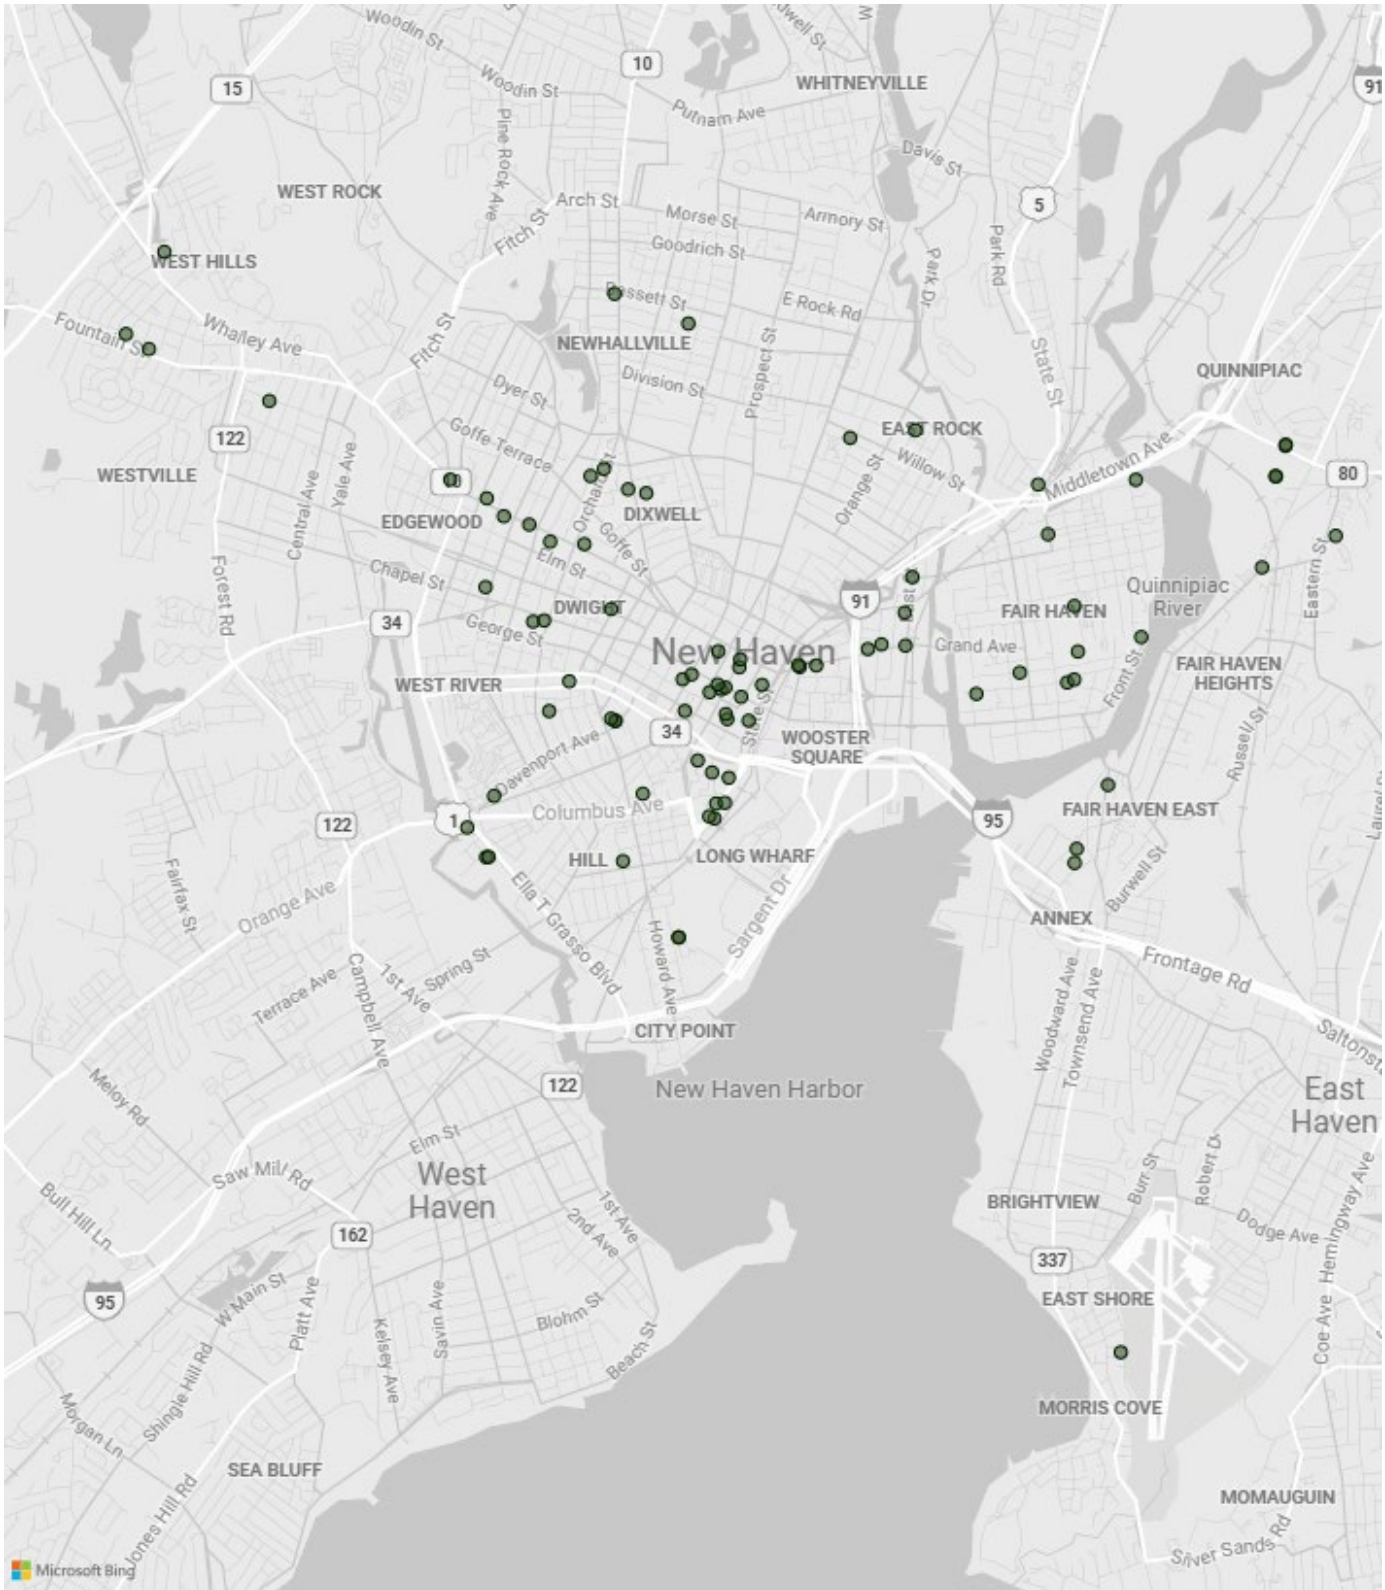 Woodin St
10
WHITNEYVILLE
91
15
Woodin St
Putnam Ave
Pine Rock Ave
Davis St
WEST ROCK
Arch St
Morse St
Armory St
5
Fitch St
Goodrich St
Park Rd
WEST HILLS
Park Dr
Bassett St
E Rock Rd
Fountain St
Whalley Ave
Fitch St
NEWHALLVILLE
Prospect St
State St
QUINNIPIAC
Dyer St
Division St
122
Goffe Terrace
EAST ROCK
WESTVILLE
Central Ave
Yale Ave
Orchard St
Orange St
Willow St
Middletown Ave
80
EDGEWOOD
DIXWELL
Goffe St
Elm St
Forest Rd
Chapel St
Eastern St
Quinnipiac
River
DWIGHT
91
FAIR HAVEN
34
George St
New Haven
Grand Ave
FAIR HAVEN
HEIGHTS
Front St
WEST RIVER
State St
Russell St
34
WOOSTER
SQUARE
Davenport Ave
Columbus Ave
FAIR HAVEN EAST
122
1
95
HILL
LONG WHARF
Burwell St
Fairfax St
Orange Ave
Ella T Grasso Blvd
Sargent Dr
ANNEX
Howard Ave
Spring St
Frontage Rd
Terrace Ave
Campbell Ave
1st Ave
Woodward Ave
Townsend Ave
CITY POINT
122
New Haven Harbor
Meloy Rd
East
Haven
Elm St
West
Haven
Saw Mill Rd
Burr St
Robert Dr
Bull Hill Ln
1st Ave
2nd Ave
BRIGHTVIEW
Dodge Ave
Hemingway Ave
162
337
95
W Main St
EAST SHORE
Platt Ave
Savin Ave
Blohm St
Coe Ave
Kelsey Ave
Beach St
Shingle Hill Rd
MORRIS COVE
Morgan Ln
SEA BLUFF
MOMAUGUIN
Jones Hill Rd
Silver Sands Rd
Microsoft Bing